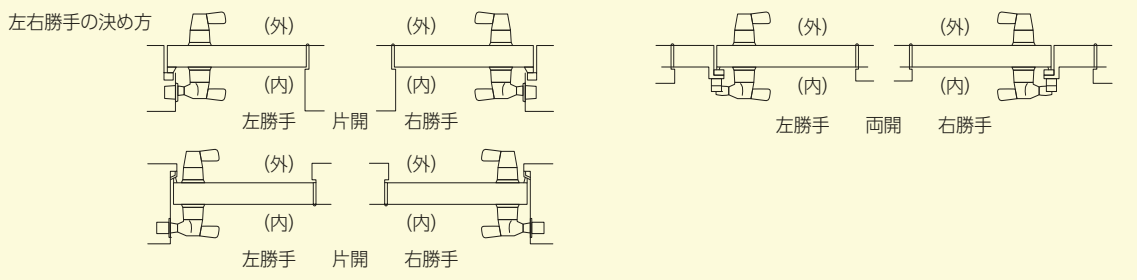 左右勝手の決め方
(外) (外) (外) (外)
(内) (内) (内) (内)
左勝手 片開 右勝手 左勝手 両開 右勝手
(外) (外)
(内) (内)
左勝手 片開 右勝手